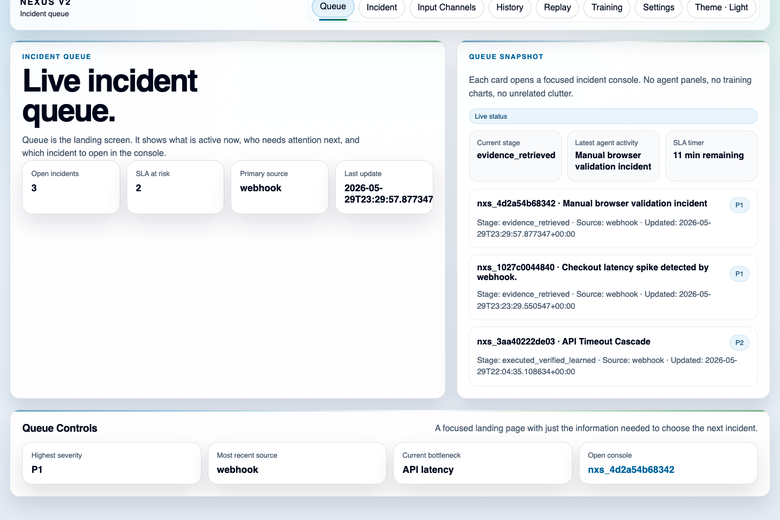 NEXUS V2
Incident queue
Queue
Incident
Input Channels
History
Replay
Training
Settings
Theme · Light
INCIDENT QUEUE
Live incident
queue.
Queue is the landing screen. It shows what is active now, who needs attention next, and
which incident to open in the console.
Open incidents
3
SLA at risk
2
Primary source
webhook
Last update
2026-05-
29T23:29:57.877347
QUEUE SNAPSHOT
Each card opens a focused incident console. No agent panels, no training
charts, no unrelated clutter.
Live status
Current stage
evidence_retrieved
Latest agent activity
Manual browser
validation incident
SLA timer
11 min remaining
nxs_4d2a54b68342 · Manual browser validation incident
P1
Stage: evidence_retrieved · Source: webhook · Updated: 2026-05-
29T23:29:57.877347+00:00
nxs_1027c0044840 · Checkout latency spike detected by
webhook.
P1
Stage: evidence_retrieved · Source: webhook · Updated: 2026-05-
29T23:23:29.550547+00:00
nxs_3aa40222de03 · API Timeout Cascade
P2
Stage: executed_verified_learned · Source: webhook · Updated: 2026-05-
29T22:04:35.108634+00:00
Queue Controls
A focused landing page with just the information needed to choose the next incident.
Highest severity
P1
Most recent source
webhook
Current bottleneck
API latency
Open console
nxs_4d2a54b68342